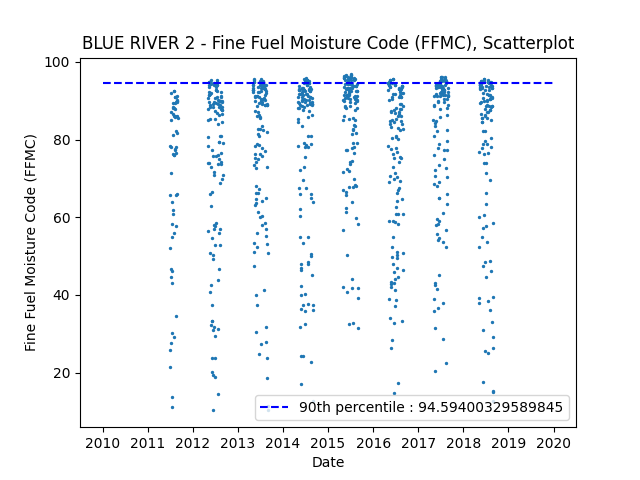 BLUE RIVER 2 - Fine Fuel Moisture Code (FFMC), Scatterplot
Fine Fuel Moisture Code (FFMC)
100
80
60
40
20
90th percentile : 94.59400329589845
2010 2011 2012 2013 2014 2015 2016 2017 2018 2019 2020
Date